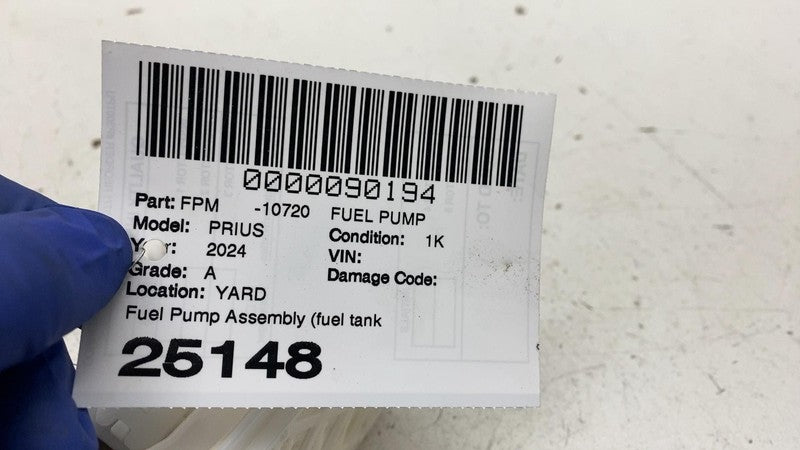 0000090194
Part: FPM -10720 FUEL PUMP
Model: PRIUS Condition: 1K
2024 VIN:
Grade: A Damage Code:
Location: YARD
Fuel Pump Assembly (fuel tank
25148